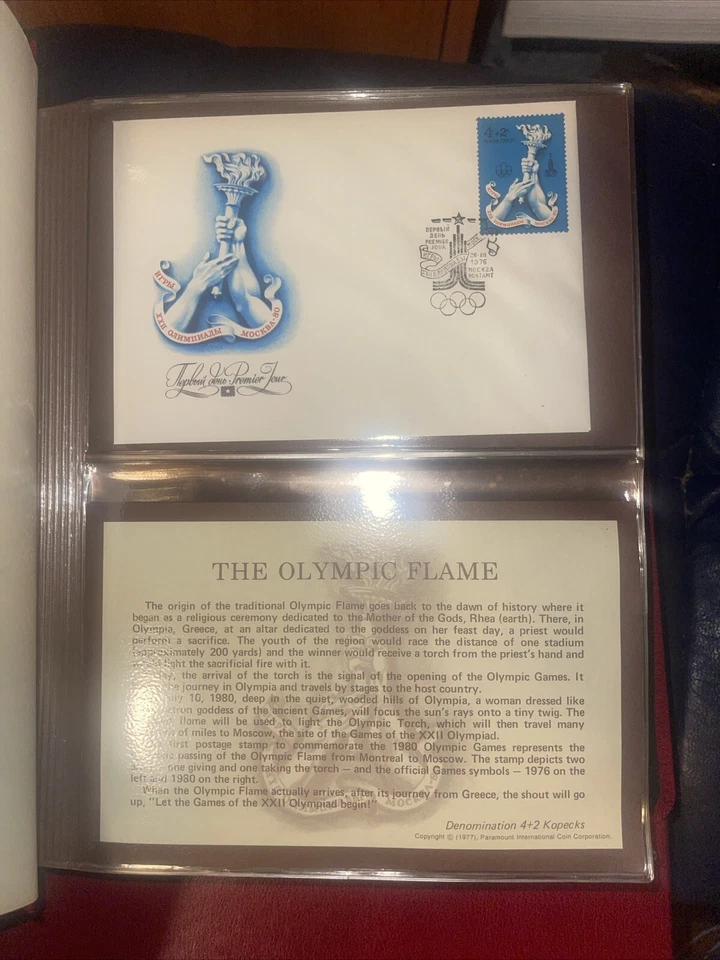 4+2
ИГРЫ
XXII ОЛИМПИАДЫ МОСКВА·80
ПЕРВЫЙ
ДЕНЬ
PREMIER
JOUR
1976
МОСКВА
ПОЧТАМТ
Первый день Premier Jour
THE OLYMPIC FLAME
The origin of the traditional Olympic Flame goes back to the dawn of history where it
began as a religious ceremony dedicated to the Mother of the Gods, Rhea (earth). There, in
Olympia, Greece, at an altar dedicated to the goddess on her feast day, a priest would
perform a sacrifice. The youth of the region would race the distance of one stadium
(approximately 200 yards) and the winner would receive a torch from the priest's hand and
light the sacrificial fire with it.
the arrival of the torch is the signal of the opening of the Olympic Games. It
journey in Olympia and travels by stages to the host country.
10, 1980, deep in the quiet, wooded hills of Olympia, a woman dressed like
goddess of the ancient Games, will focus the sun's rays onto a tiny twig. The
flame will be used to light the Olympic Torch, which will then travel many
of miles to Moscow, the site of the Games of the XXII Olympiad.
first postage stamp to commemorate the 1980 Olympic Games represents the
passing of the Olympic Flame from Montreal to Moscow. The stamp depicts two
one giving and one taking the torch — and the official Games symbols — 1976 on the
left and 1980 on the right.
When the Olympic Flame actually arrives, after its journey from Greece, the shout will go
up, "Let the Games of the XXII Olympiad begin!"
Denomination 4+2 Kopecks
Copyright © (1977), Paramount International Coin Corporation.